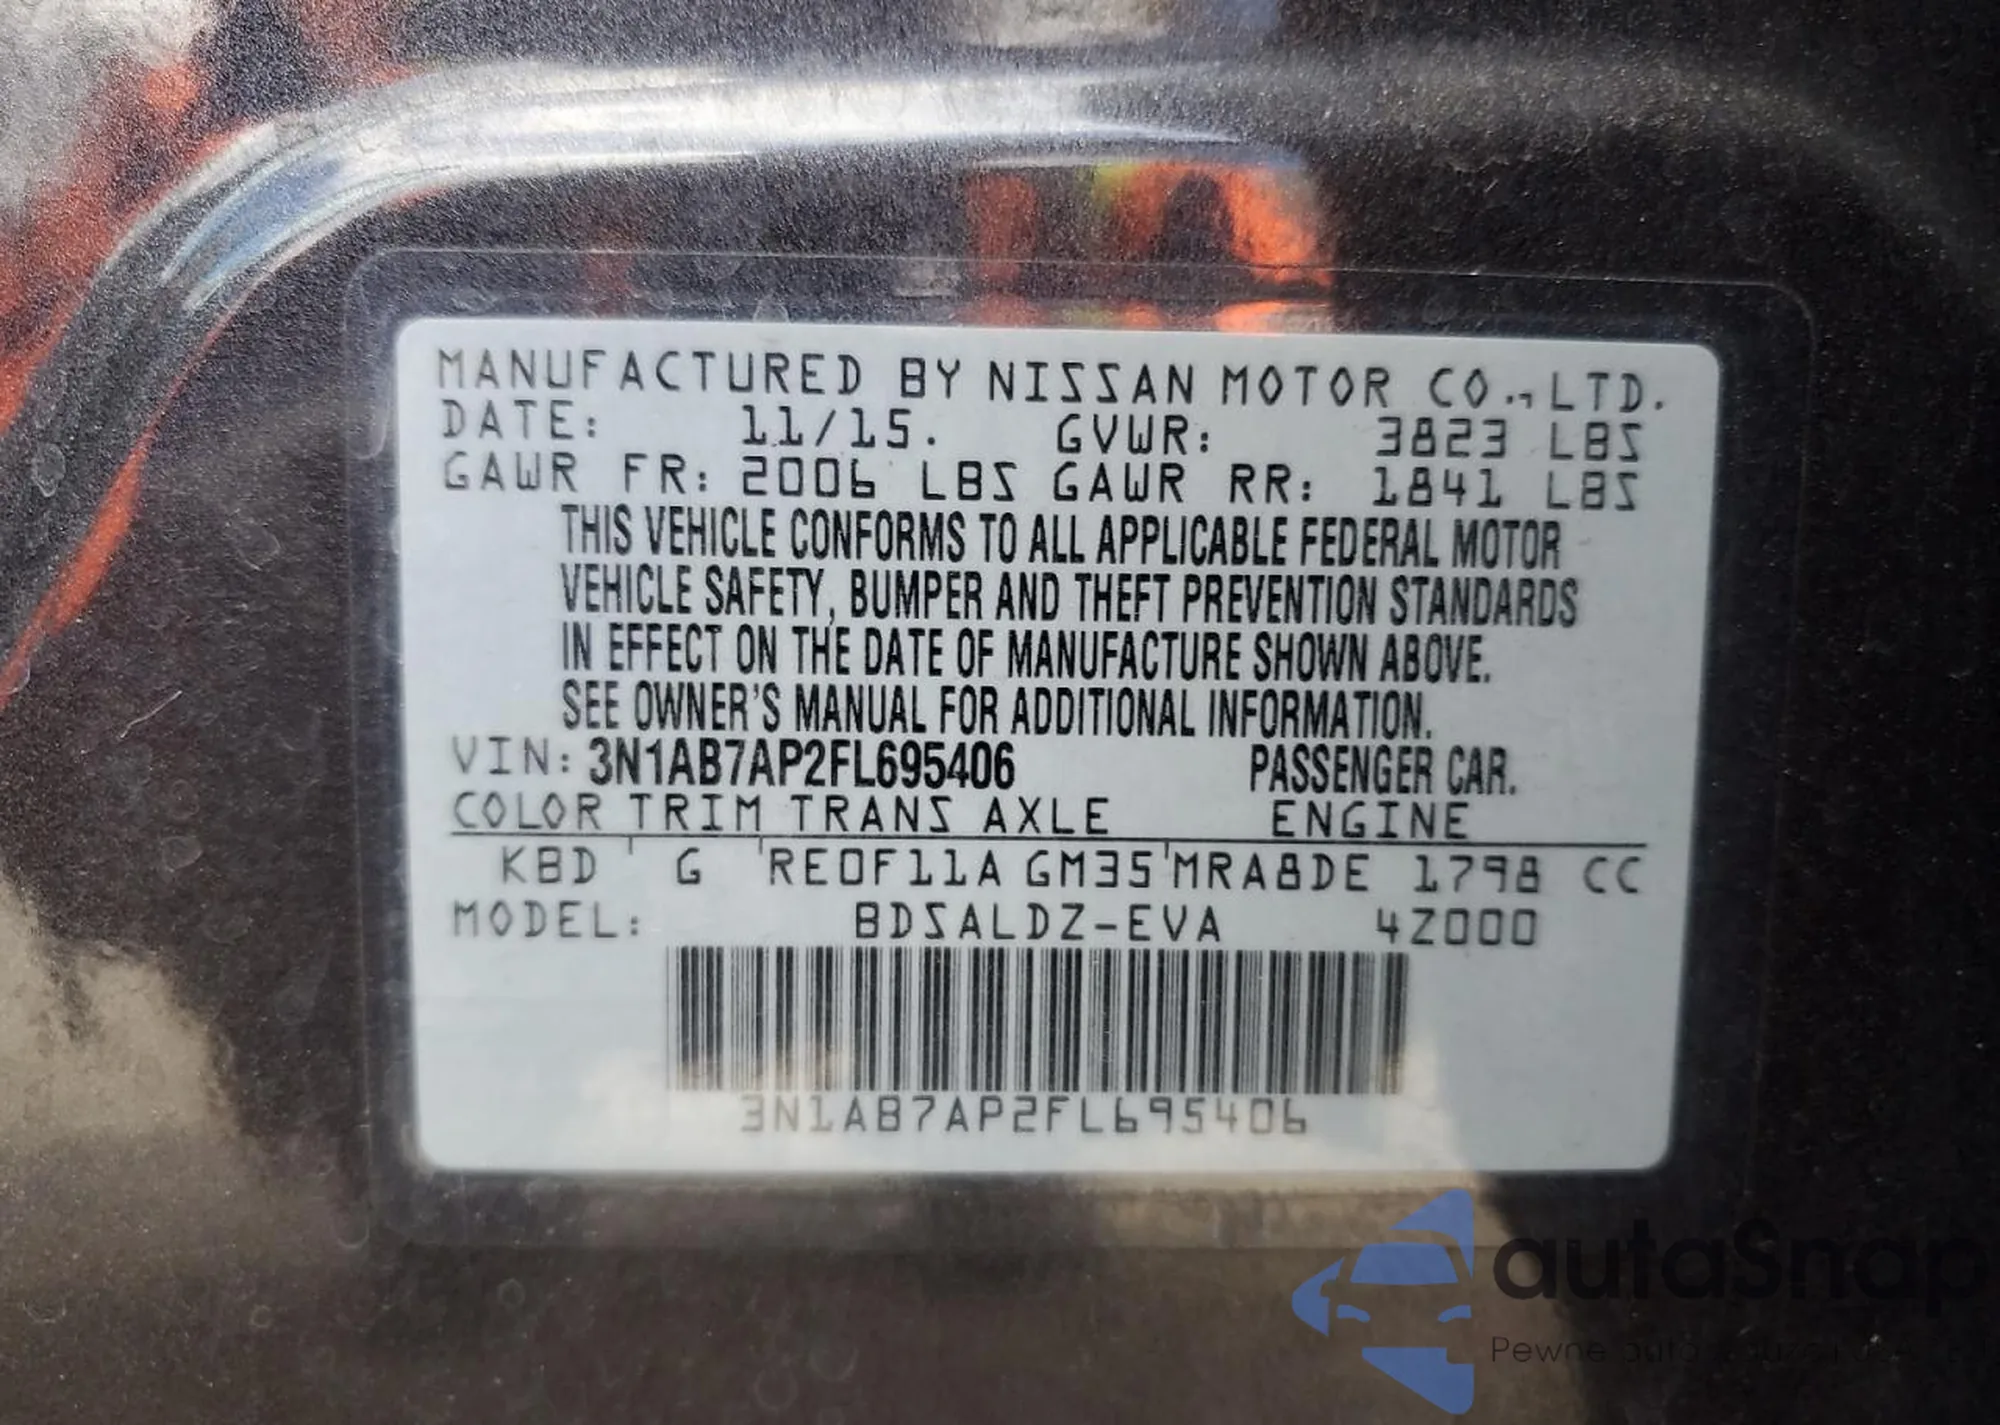 MANUFACTURED BY NISSAN MOTOR CO., LTD.
DATE: 11/15. GVWR: 3823 LBS
GAWR FR: 2006 LBS GAWR RR: 1841 LBS
THIS VEHICLE CONFORMS TO ALL APPLICABLE FEDERAL MOTOR
VEHICLE SAFETY, BUMPER AND THEFT PREVENTION STANDARDS
IN EFFECT ON THE DATE OF MANUFACTURE SHOWN ABOVE.
SEE OWNER'S MANUAL FOR ADDITIONAL INFORMATION.
VIN: 3N1AB7AP2FL695406 PASSENGER CAR.
COLOR TRIM TRANS AXLE ENGINE
KBD G RE0F11A GM35 MRA8DE 1798 CC
MODEL: BDSALDZ-EVA 4Z000
3N1AB7AP2FL695406
autaSnap
Pewne auto